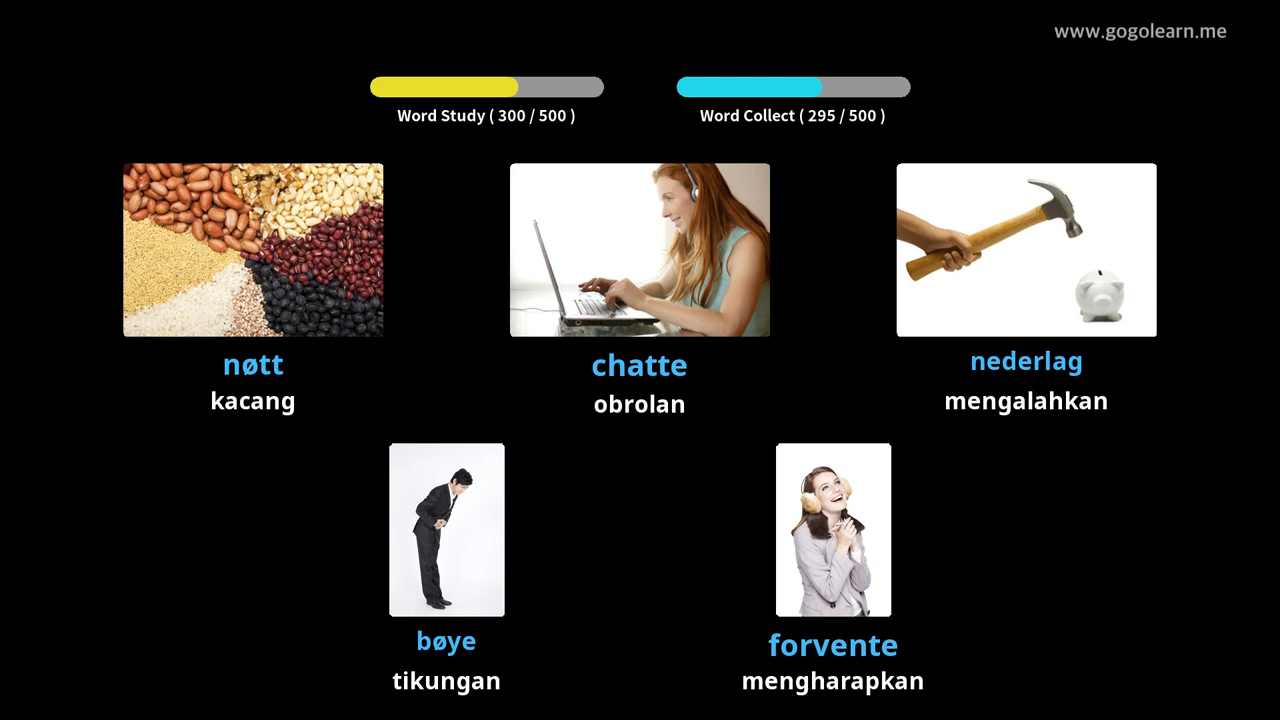 www.gogolearn.me
Word Study ( 300 / 500 )
Word Collect ( 295 / 500 )
nøtt
kacang
chatte
obrolan
nederlag
mengalahkan
bøye
tikungan
forvente
mengharapkan